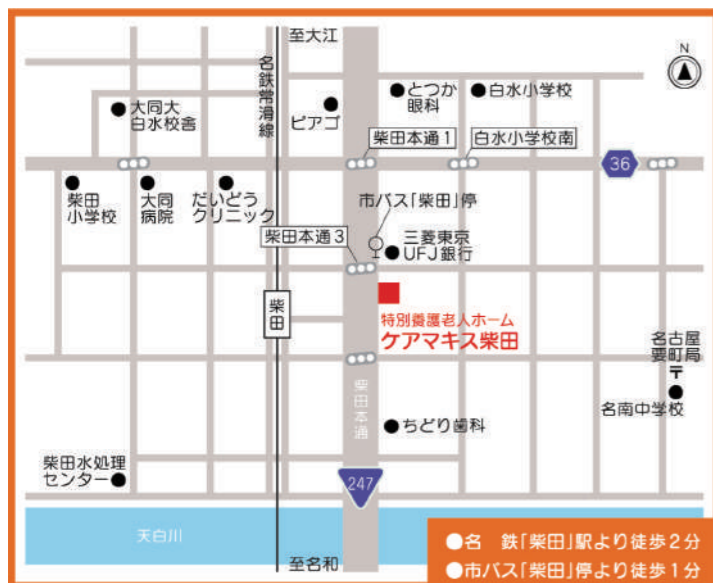 至大江
N
名鉄常滑線
大同大
白水校舎
ピアゴ
とつか
眼科
白水小学校
柴田本通1
白水小学校南
36
柴田
小学校
大同
病院
だいどう
クリニック
市バス「柴田」停
柴田本通3
三菱東京
UFJ銀行
柴田
特別養護老人ホーム
ケアマキス柴田
名古屋
要町局
〒
名南中学校
柴田本通
ちどり歯科
柴田水処理
センター
247
天白川
至名和
●名 鉄「柴田」駅より徒歩2分
●市バス「柴田」停より徒歩1分